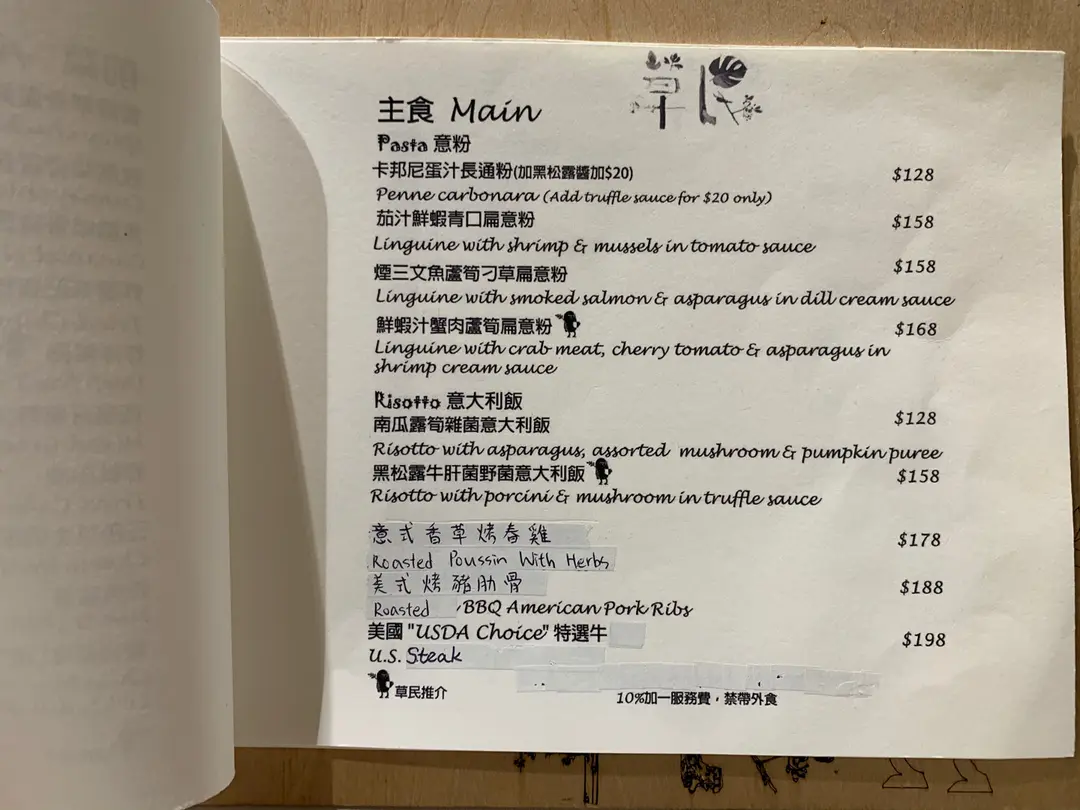 草民
主食 Main
Pasta 意粉
卡邦尼蛋汁長通粉(加黑松露醬加$20) $128
Penne carbonara (Add truffle sauce for $20 only)
茄汁鮮蝦青口扁意粉 $158
Linguine with shrimp & mussels in tomato sauce
煙三文魚蘆筍刁草扁意粉 $158
Linguine with smoked salmon & asparagus in dill cream sauce
鮮蝦汁蟹肉蘆筍扁意粉 $168
Linguine with crab meat, cherry tomato & asparagus in
shrimp cream sauce
Risotto 意大利飯
南瓜露筍雜菌意大利飯 $128
Risotto with asparagus, assorted mushroom & pumpkin puree
黑松露牛肝菌野菌意大利飯 $158
Risotto with porcini & mushroom in truffle sauce
意式香草烤春雞 $178
Roasted Poussin With Herbs
美式烤豬肋骨 $188
Roasted BBQ American Pork Ribs
美國 "USDA Choice" 特選牛 $198
U.S. Steak
草民推介
10%加一服務費，禁帶外食